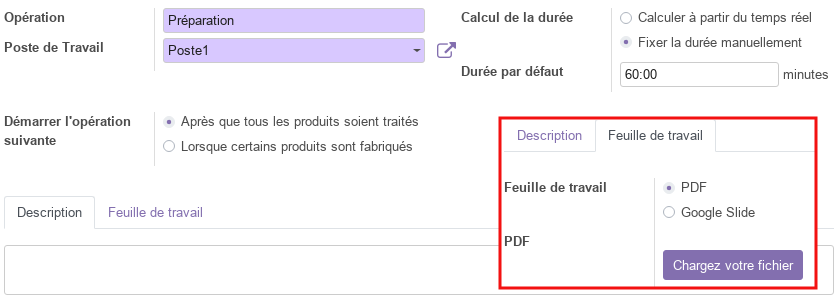 Opération
Préparation
Poste de Travail
Poste1
Calcul de la durée
Calculer à partir du temps réel
Fixer la durée manuellement
Durée par défaut
60:00 minutes
Démarrer l'opération
suivante
Après que tous les produits soient traités
Lorsque certains produits sont fabriqués
Description Feuille de travail
Description Feuille de travail
Feuille de travail
PDF
Google Slide
PDF
Chargez votre fichier